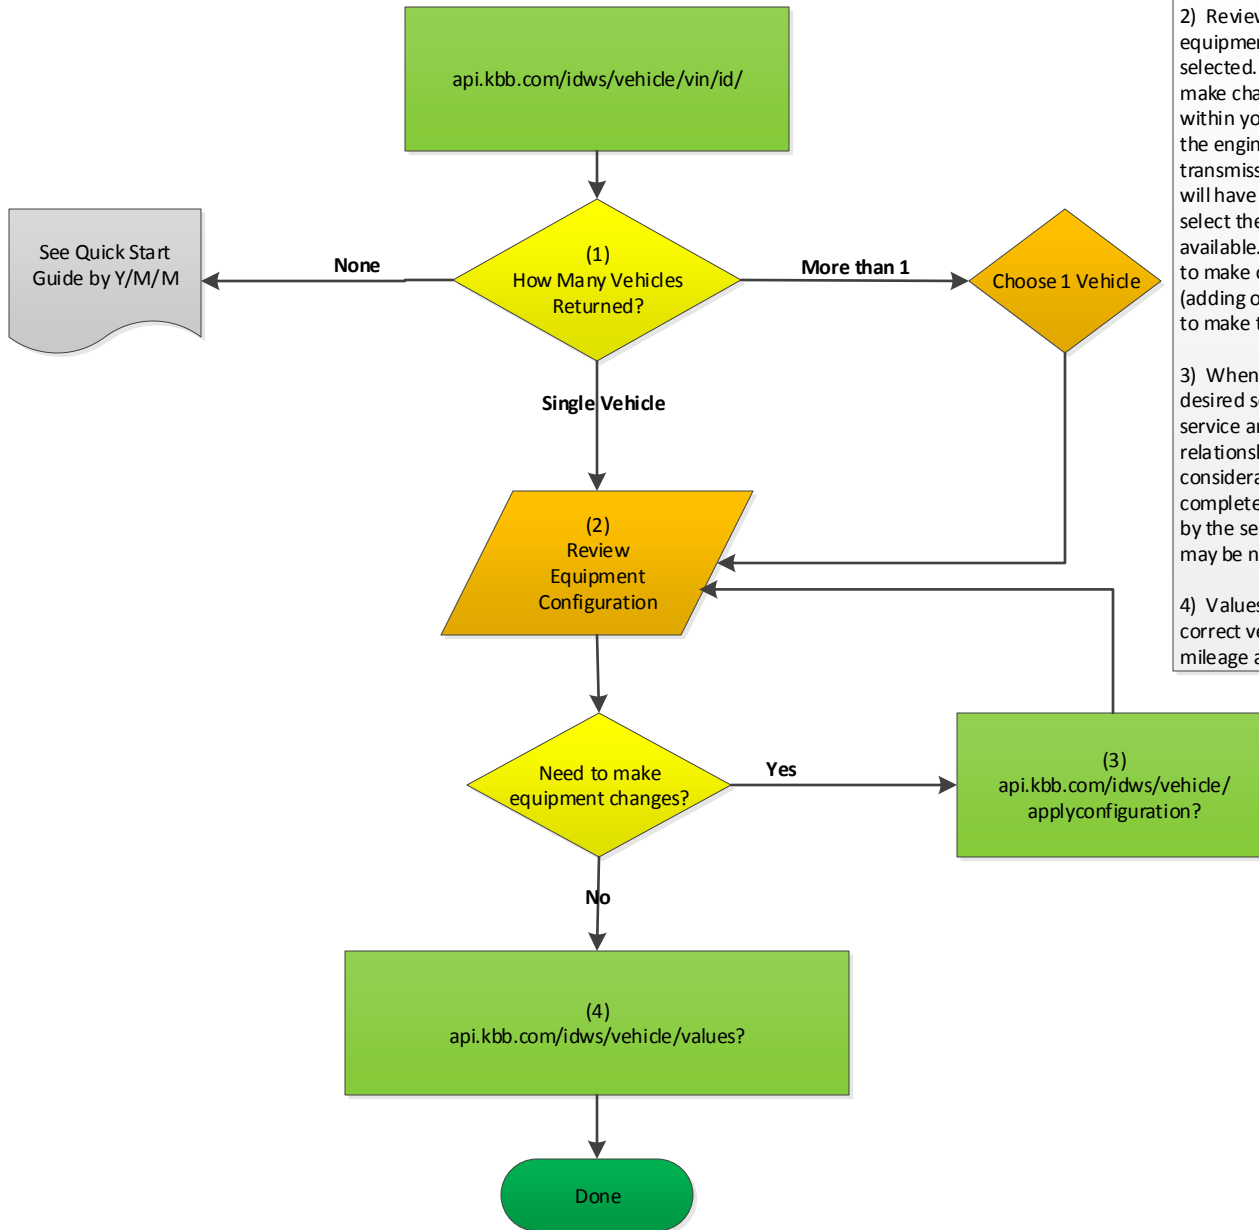 api.kbb.com/idws/vehicle/vin/id/
(1)
How Many Vehicles
Returned?
None
See Quick Start
Guide by Y/M/M
More than 1
Choose 1 Vehicle
Single Vehicle
(2)
Review
Equipment
Configuration
Need to make
equipment changes?
Yes
(3)
api.kbb.com/idws/vehicle/
applyconfiguration?
No
(4)
api.kbb.com/idws/vehicle/values?
Done
2) Review
equipmen
selected.
make cha
within yo
the engin
transmiss
will have
select the
available.
to make c
(adding o
to make t
3) When
desired s
service a
relationsh
considera
complete
by the se
may be n
4) Values
correct ve
mileage a